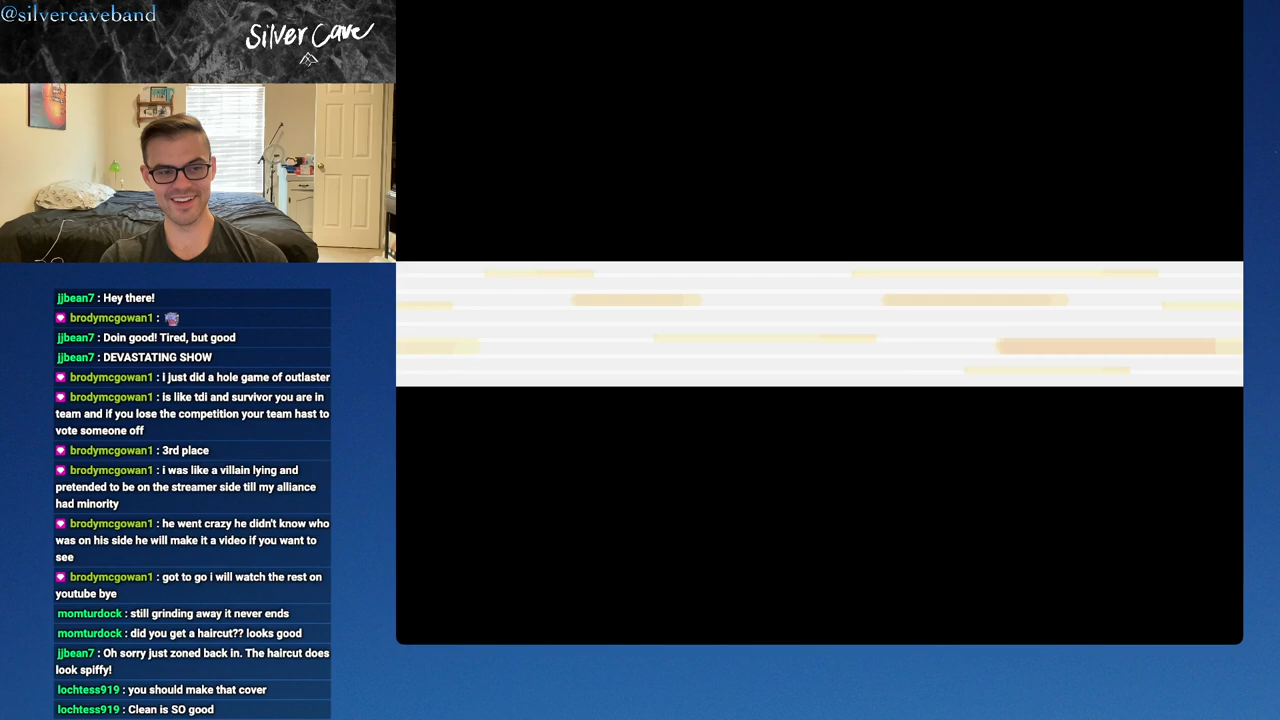 @silvercaveband
Silver Cave
jjbean7 : Hey there!
brodymcgowan1 :
jjbean7 : Doin good! Tired, but good
jjbean7 : DEVASTATING SHOW
brodymcgowan1 : i just did a hole game of outlaster
brodymcgowan1 : is like tdi and survivor you are in
team and if you lose the competition your team hast to
vote someone off
brodymcgowan1 : 3rd place
brodymcgowan1 : i was like a villain lying and
pretended to be on the streamer side till my alliance
had minority
brodymcgowan1 : he went crazy he didn't know who
was on his side he will make it a video if you want to
see
brodymcgowan1 : got to go i will watch the rest on
youtube bye
momturdock : still grinding away it never ends
momturdock : did you get a haircut?? looks good
jjbean7 : Oh sorry just zoned back in. The haircut does
look spiffy!
lochtess919 : you should make that cover
lochtess919 : Clean is SO good